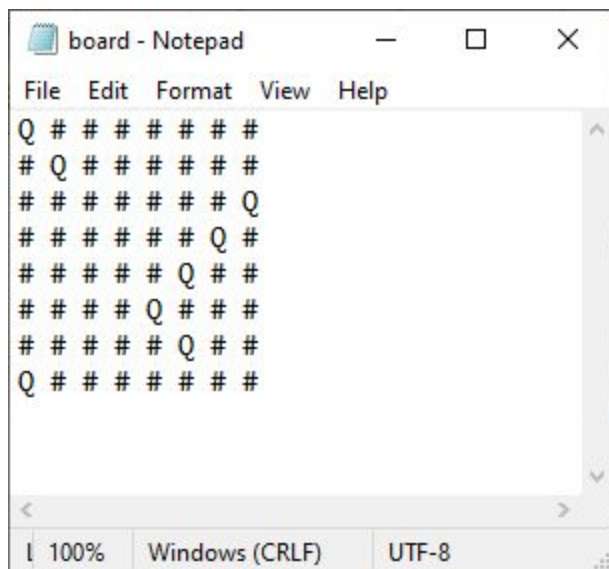 board - Notepad
File Edit Format View Help
Q # # # # # # #
# Q # # # # # #
# # # # # # # Q
# # # # # # Q #
# # # # # Q # #
# # # # Q # # #
# # # # # Q # #
Q # # # # # # #
100% Windows (CRLF) UTF-8